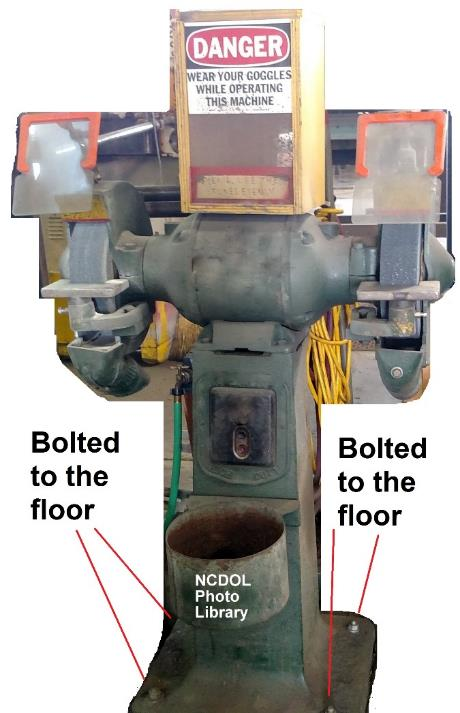 DANGER
WEAR YOUR GOGGLES
WHILE OPERATING
THIS MACHINE
Bolted
to the
floor
Bolted
to the
floor
NCDOL
Photo
Library